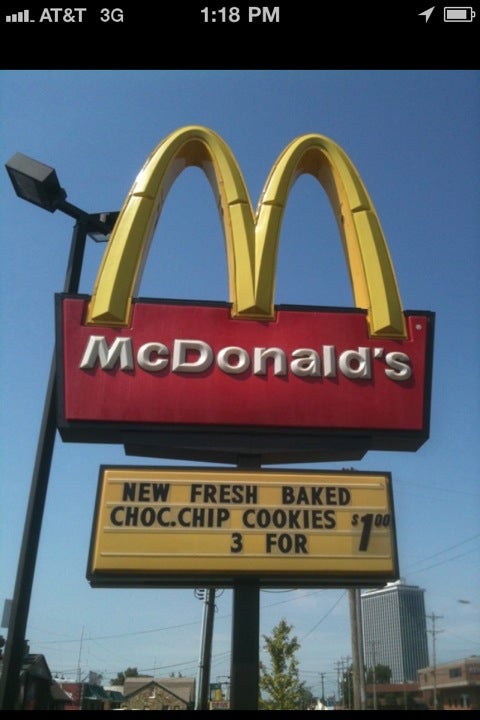 AT&T 3G 1:18 PM
McDonald's
NEW FRESH BAKED
CHOC.CHIP COOKIES $1.00
3 FOR